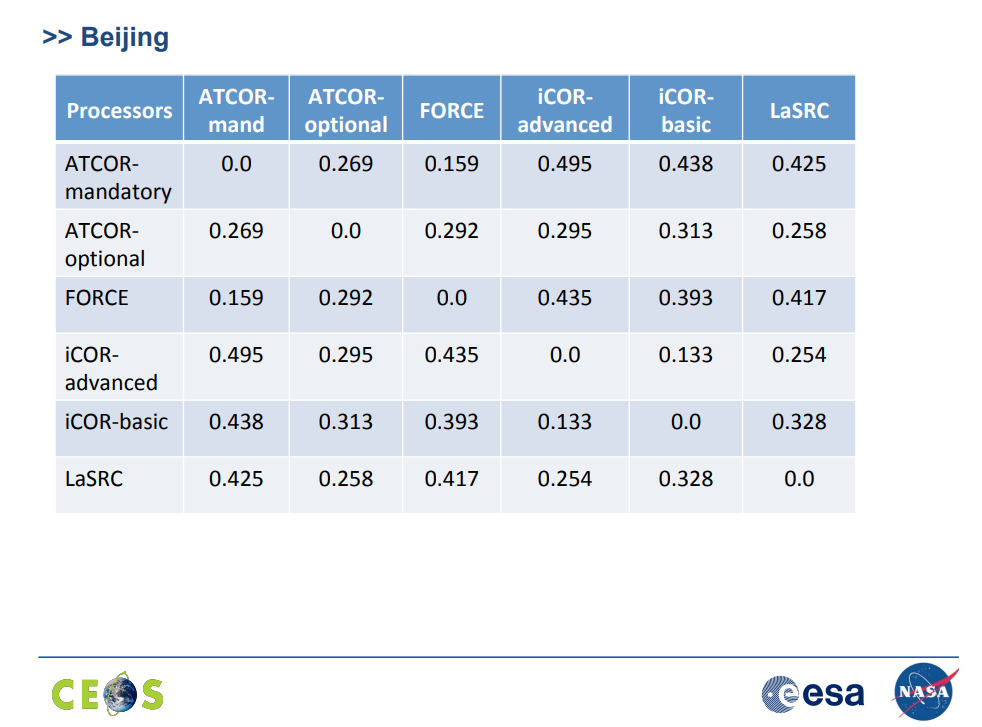 >> Beijing
Processors ATCOR-mand ATCOR-optional FORCE iCOR-advanced iCOR-basic LaSRC
ATCOR-mandatory 0.0 0.269 0.159 0.495 0.438 0.425
ATCOR-optional 0.269 0.0 0.292 0.295 0.313 0.258
FORCE 0.159 0.292 0.0 0.435 0.393 0.417
iCOR-advanced 0.495 0.295 0.435 0.0 0.133 0.254
iCOR-basic 0.438 0.313 0.393 0.133 0.0 0.328
LaSRC 0.425 0.258 0.417 0.254 0.328 0.0
CEOS
esa
NASA